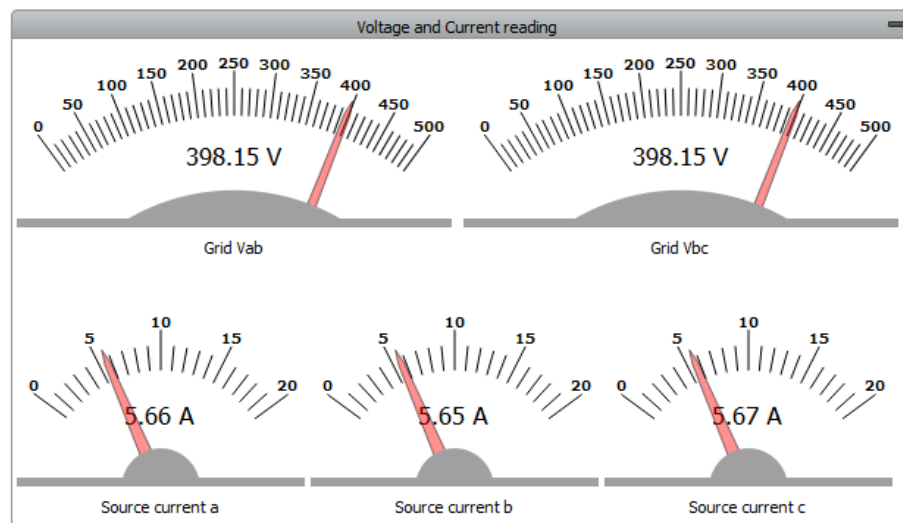 Voltage and Current reading
0 50 100 150 200 250 300 350 400 450 500
398.15 V
Grid Vab
0 50 100 150 200 250 300 350 400 450 500
398.15 V
Grid Vbc
0 5 10 15 20
5.66 A
Source current a
0 5 10 15 20
5.65 A
Source current b
0 5 10 15 20
5.67 A
Source current c